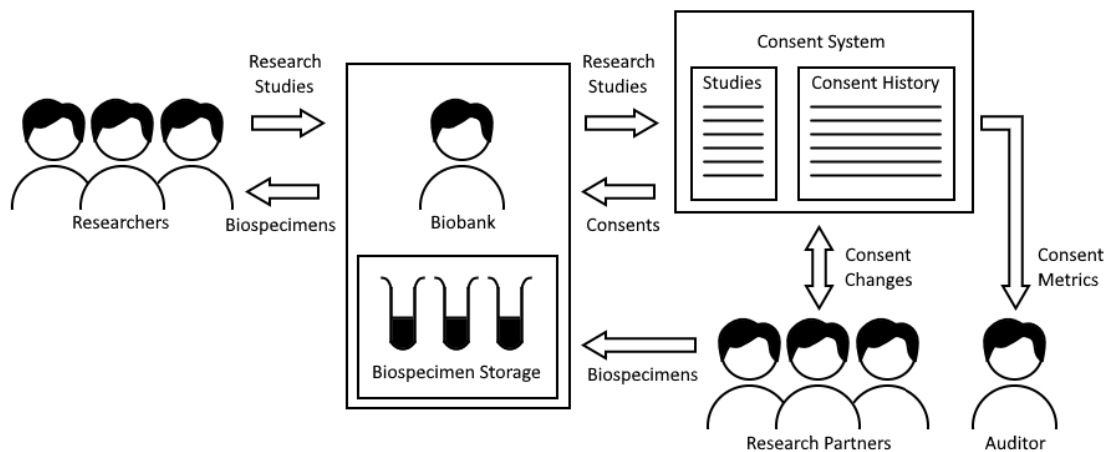 Research
Studies
Researchers
Biospecimens
Biobank
Biospecimen Storage
Research
Studies
Consents
Biospecimens
Consent System
Studies
Consent History
Consent
Changes
Consent
Metrics
Research Partners
Auditor